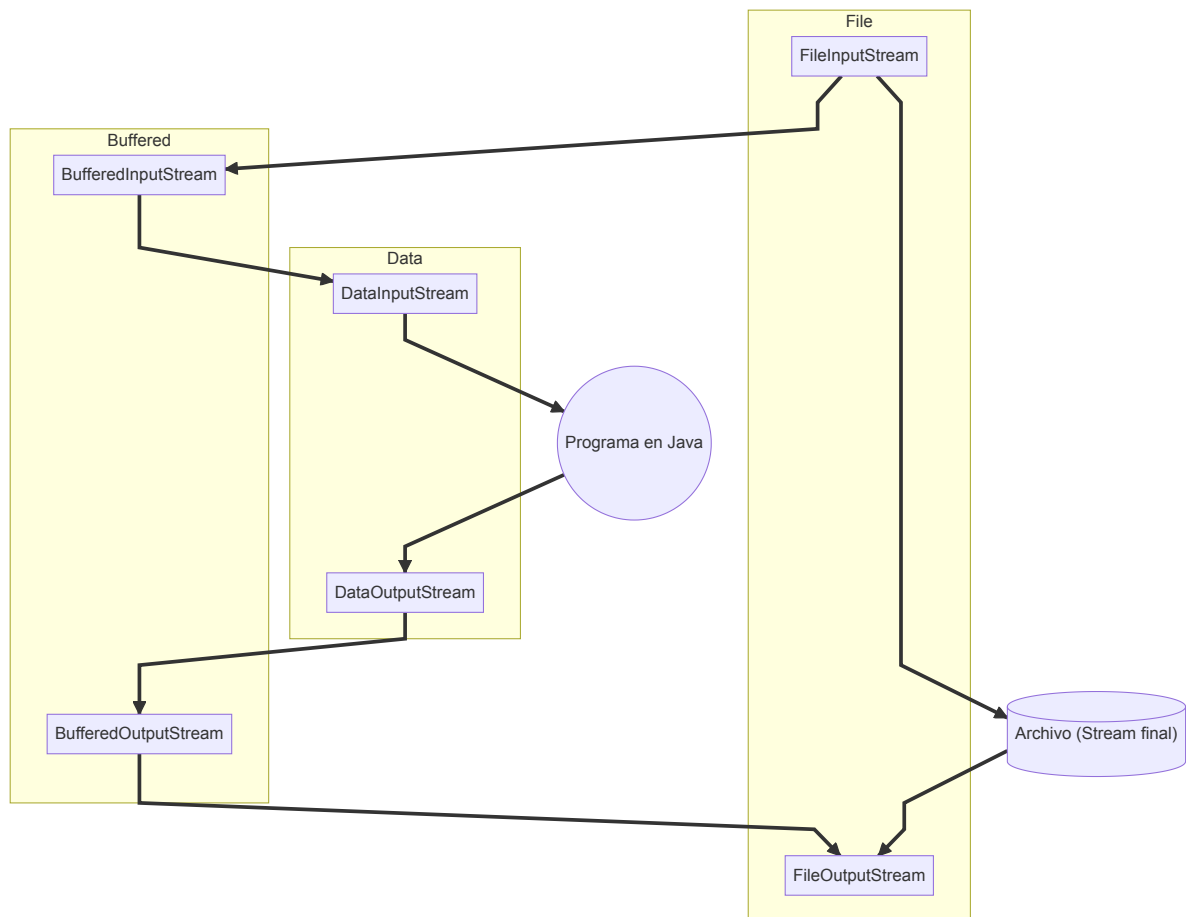 File
FileInputStream
Buffered
BufferedInputStream
Data
DataInputStream
Programa en Java
DataOutputStream
BufferedOutputStream
Archivo (Stream final)
FileOutputStream